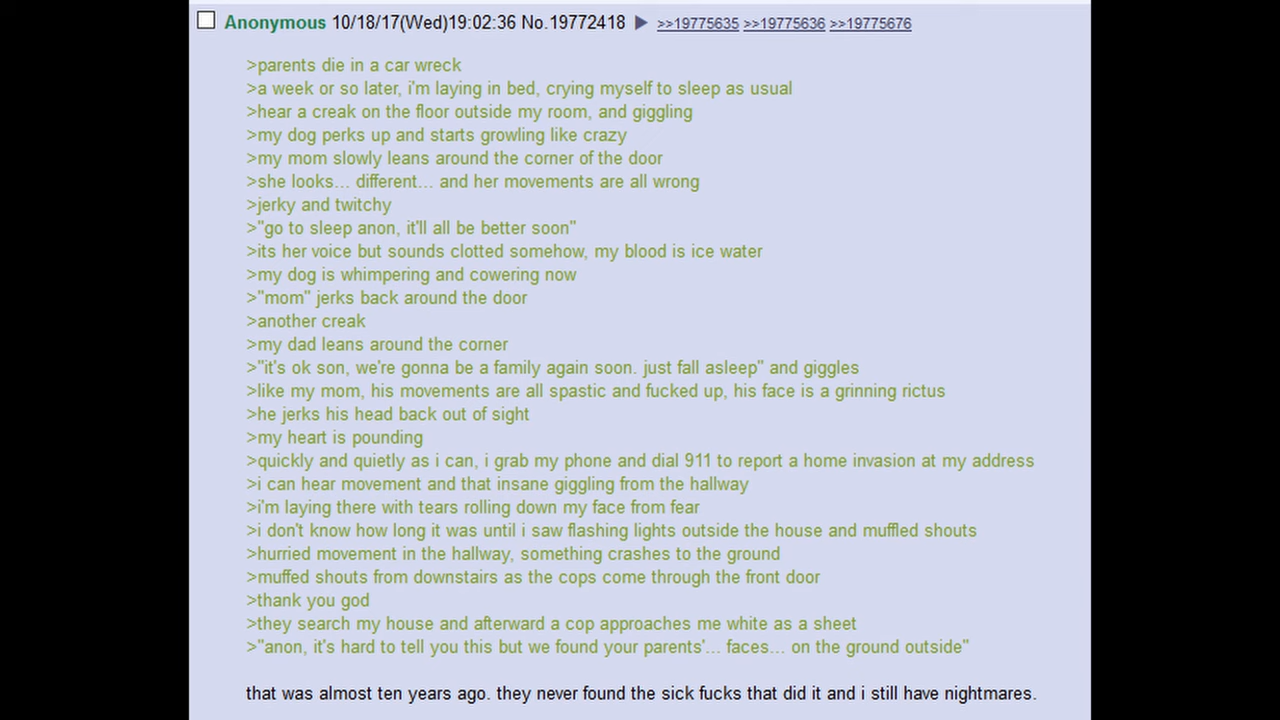 Anonymous 10/18/17(Wed)19:02:36 No.19772418 ▶ >>19775635 >>19775636 >>19775676
>parents die in a car wreck
>a week or so later, i'm laying in bed, crying myself to sleep as usual
>hear a creak on the floor outside my room, and giggling
>my dog perks up and starts growling like crazy
>my mom slowly leans around the corner of the door
>she looks... different... and her movements are all wrong
>jerky and twitchy
>"go to sleep anon, it'll all be better soon"
>its her voice but sounds clotted somehow, my blood is ice water
>my dog is whimpering and cowering now
>"mom" jerks back around the door
>another creak
>my dad leans around the corner
>"it's ok son, we're gonna be a family again soon. just fall asleep" and giggles
>like my mom, his movements are all spastic and fucked up, his face is a grinning rictus
>he jerks his head back out of sight
>my heart is pounding
>quickly and quietly as i can, i grab my phone and dial 911 to report a home invasion at my address
>i can hear movement and that insane giggling from the hallway
>i'm laying there with tears rolling down my face from fear
>i don't know how long it was until i saw flashing lights outside the house and muffled shouts
>hurried movement in the hallway, something crashes to the ground
>muffed shouts from downstairs as the cops come through the front door
>thank you god
>they search my house and afterward a cop approaches me white as a sheet
>"anon, it's hard to tell you this but we found your parents'... faces... on the ground outside"
that was almost ten years ago. they never found the sick fucks that did it and i still have nightmares.